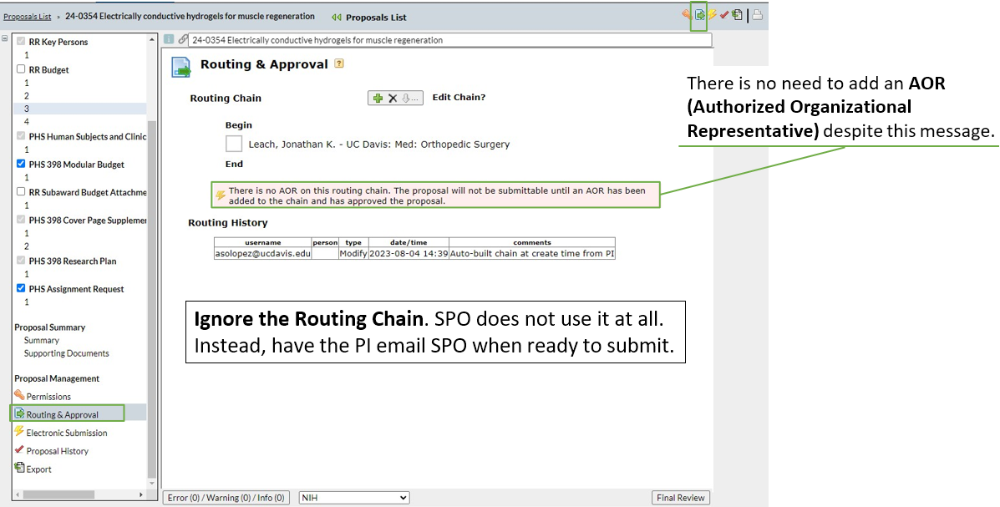 Proposals List » 24-0354 Electrically conductive hydrogels for muscle regeneration Proposals List
24-0354 Electrically conductive hydrogels for muscle regeneration
RR Key Persons
1
RR Budget
1
2
3
4
PHS Human Subjects and Clinic
1
PHS 398 Modular Budget
1
RR Subaward Budget Attachme
1
PHS 398 Cover Page Supplemen
1
2
PHS 398 Research Plan
1
PHS Assignment Request
1
Proposal Summary
Summary
Supporting Documents
Proposal Management
Permissions
Routing & Approval
Electronic Submission
Proposal History
Export
Routing & Approval ?
Routing Chain ... Edit Chain?
Begin
Leach, Jonathan K. - UC Davis: Med: Orthopedic Surgery
End
There is no AOR on this routing chain. The proposal will not be submittable until an AOR has been
added to the chain and has approved the proposal.
Routing History
username person type date/time comments
asolopez@ucdavis.edu Modify 2023-08-04 14:39 Auto-built chain at create time from PI
Ignore the Routing Chain. SPO does not use it at all.
Instead, have the PI email SPO when ready to submit.
There is no need to add an AOR
(Authorized Organizational
Representative) despite this message.
Error (0) / Warning (0) / Info (0) NIH Final Review